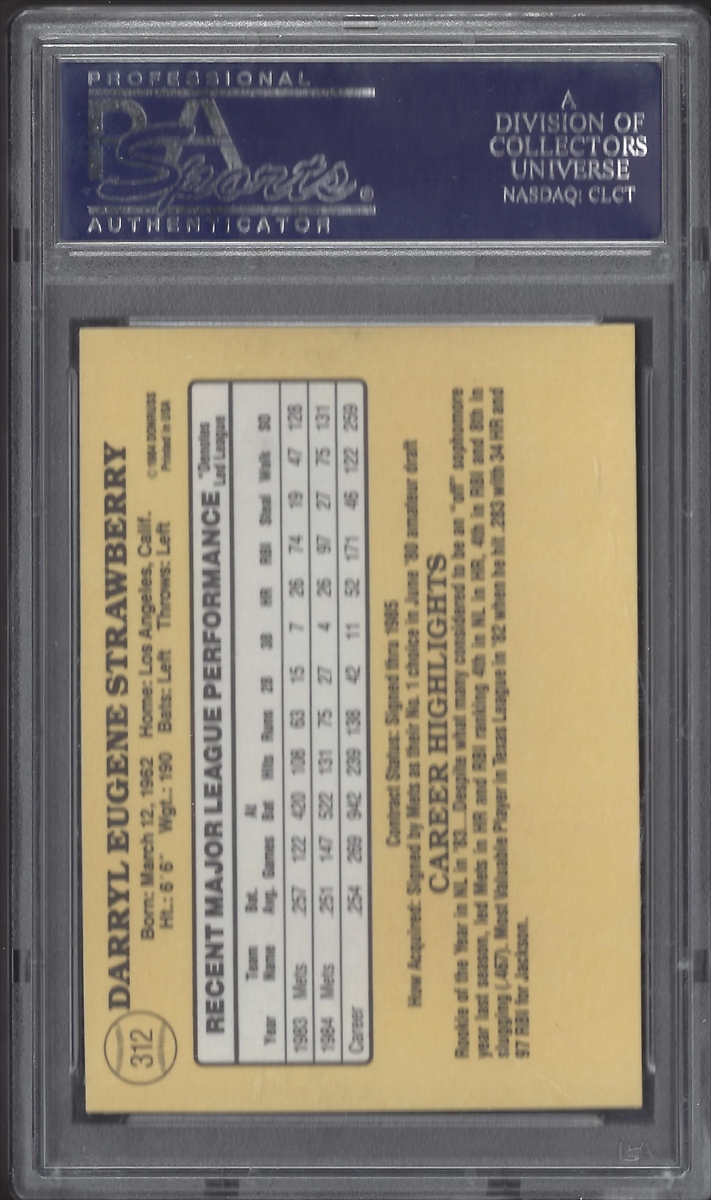 PROFESSIONAL
PSA
Sports®
AUTHENTICATOR
A
DIVISION OF
COLLECTORS
UNIVERSE
NASDAQ: CLCT
312
DARRYL EUGENE STRAWBERRY
© 1984 DONRUSS
Printed in USA
Born: March 12, 1962 Home: Los Angeles, Calif.
Ht.: 6'6" Wgt.: 190 Bats: Left Throws: Left
RECENT MAJOR LEAGUE PERFORMANCE *Denotes Led League
Year Team Name Bat. Avg. Games At Bat Hits Runs 2B 3B HR RBI Steal Walk SO
1983 Mets .257 122 420 108 63 15 7 26 74 19 47 128
1984 Mets .251 147 522 131 75 27 4 26 97 27 75 131
Career .254 269 942 239 138 42 11 52 171 46 122 259
Contract Status: Signed thru 1985
How Acquired: Signed by Mets as their No. 1 choice in June '80 amateur draft
CAREER HIGHLIGHTS
Rookie of the Year in NL in '83... Despite what many considered to be an "off" sophomore
year last season, led Mets in HR and RBI ranking 4th in NL in HR, 4th in RBI and 8th in
slugging (.467). Most Valuable Player in Texas League in '82 when he hit .283 with 34 HR and
97 RBI for Jackson.